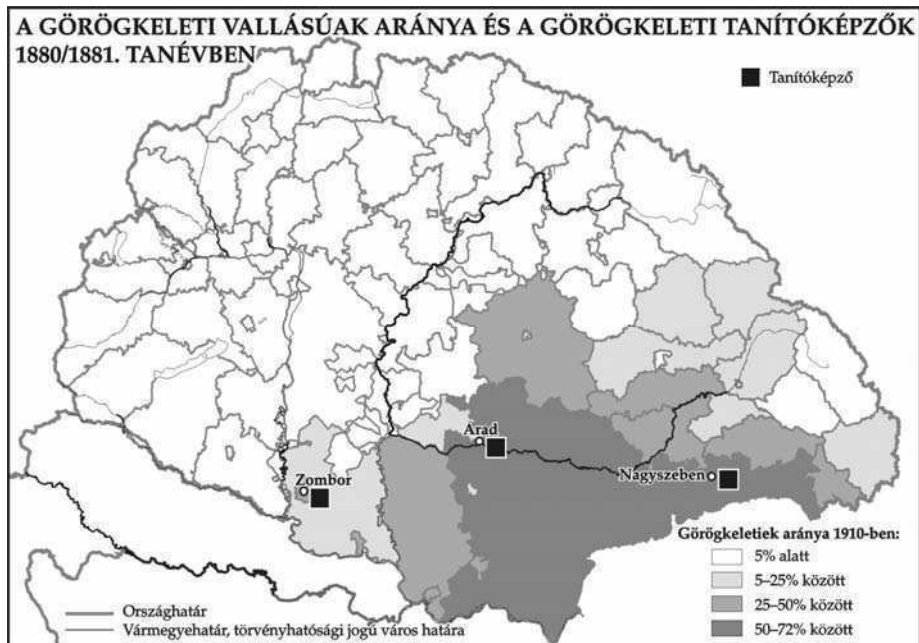 A GÖRÖGKELETI VALLÁSÚAK ARÁNYA ÉS A GÖRÖGKELETI TANÍTÓKÉPZŐK
1880/1881. TANÉVBEN
Tanítóképző
Arad
Zombor
Nagyszeben
Görögkeletiek aránya 1910-ben:
5% alatt
5–25% között
25–50% között
50–72% között
Országhatár
Vármegyehatár, törvényhatósági jogú város határa